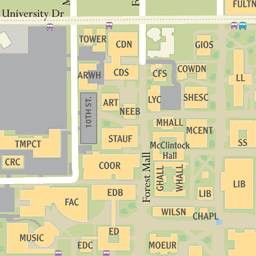 University Dr
FULTN
TOWER
CDN
GIOS
ARWH
CDS
CFS
COWDN
LL
10TH ST.
ART
LYC
SHESC
NEEB
MHALL
STAUF
MCENT
SS
TMPCT
McClintock
Hall
CRC
COOR
GHALL
WHALL
Forest Mall
EDB
LIB
LIB
FAC
WILSN
CHAPL
MUSIC
ED
EDC
MOEUR